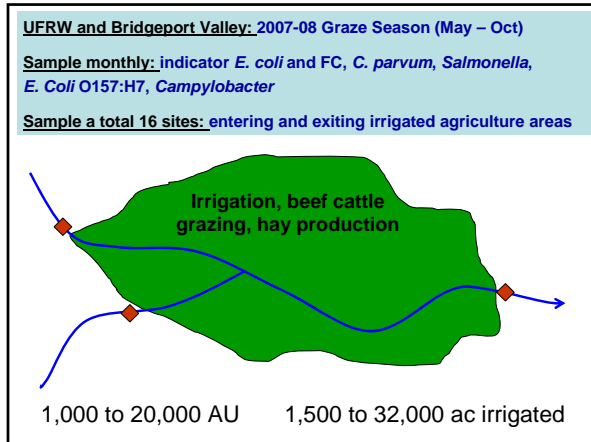 UFRW and Bridgeport Valley: 2007-08 Graze Season (May – Oct)
Sample monthly: indicator E. coli and FC, C. parvum, Salmonella,
E. Coli O157:H7, Campylobacter
Sample a total 16 sites: entering and exiting irrigated agriculture areas
Irrigation, beef cattle
grazing, hay production
1,000 to 20,000 AU 1,500 to 32,000 ac irrigated